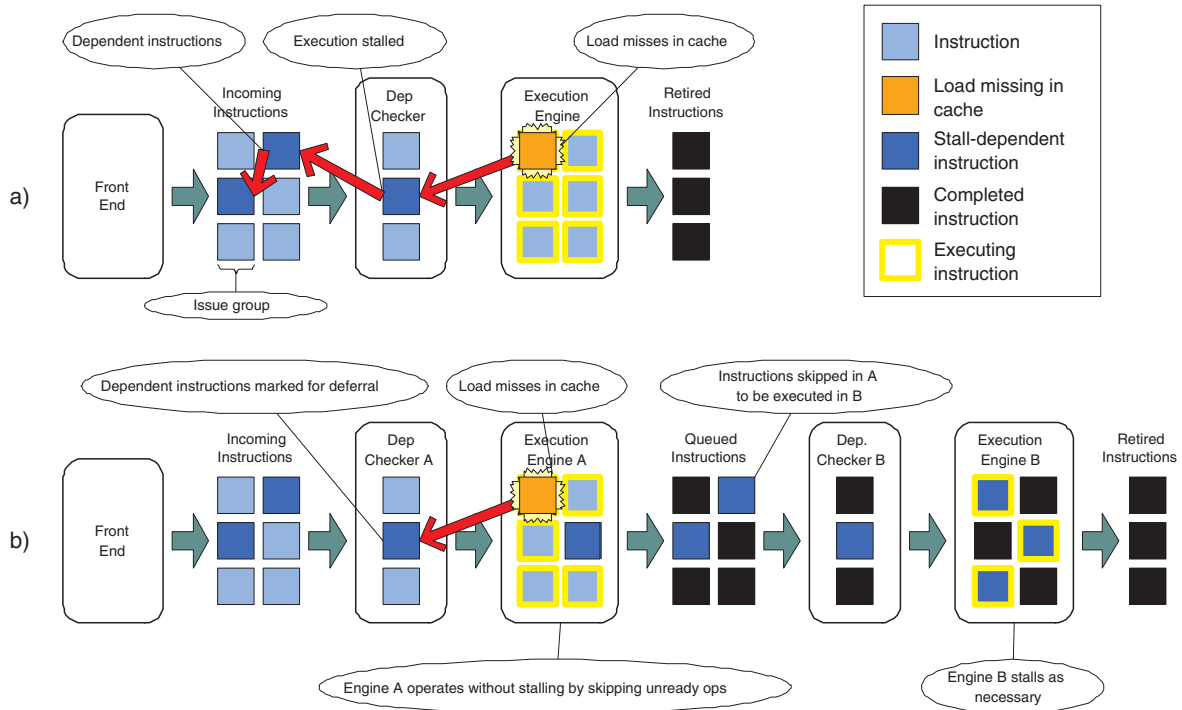 Dependent instructions
Execution stalled
Load misses in cache
Incoming
Instructions
Dep
Checker
Execution
Engine
Retired
Instructions
a)
Front
End
Issue group
Instruction
Load missing in
cache
Stall-dependent
instruction
Completed
instruction
Executing
instruction
Dependent instructions marked for deferral
Load misses in cache
Instructions skipped in A
to be executed in B
Incoming
Instructions
Dep
Checker A
Execution
Engine A
Queued
Instructions
Dep.
Checker B
Execution
Engine B
Retired
Instructions
b)
Front
End
Engine A operates without stalling by skipping unready ops
Engine B stalls as
necessary